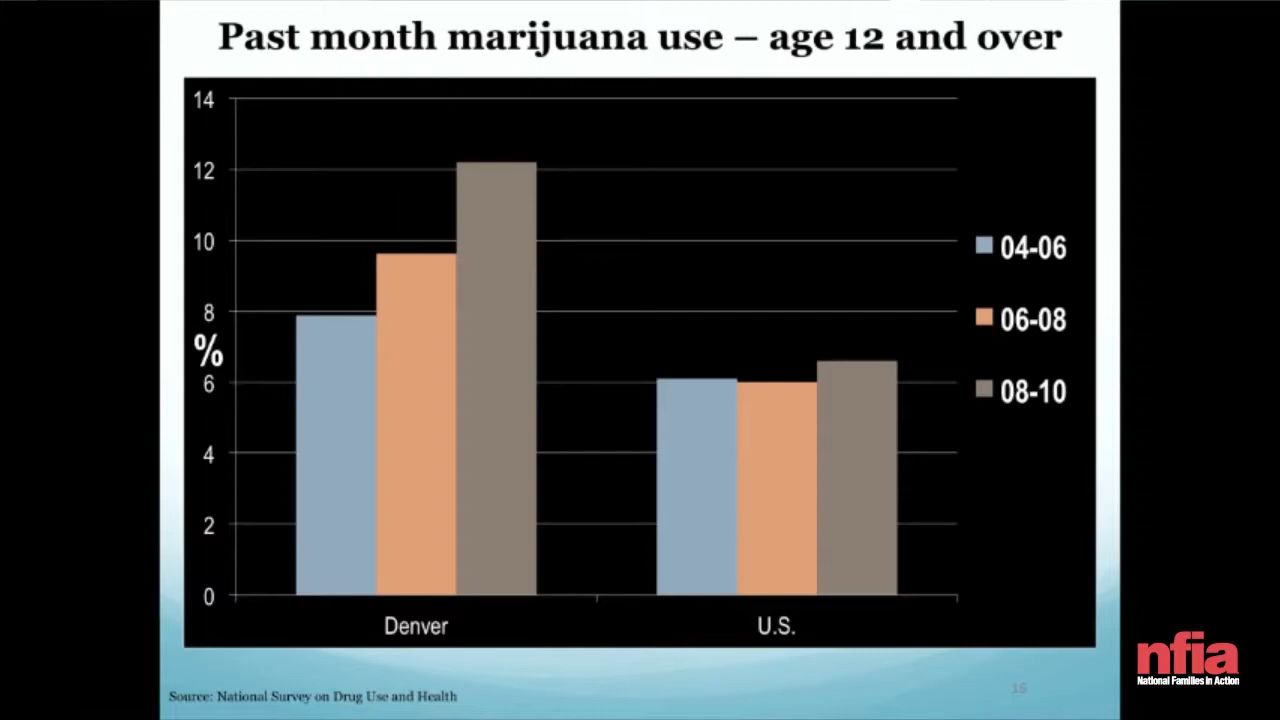 Past month marijuana use – age 12 and over
14
12
10
8
%
6
4
2
0
Denver
U.S.
04-06
06-08
08-10
Source: National Survey on Drug Use and Health
16
nfia
National Families in Action